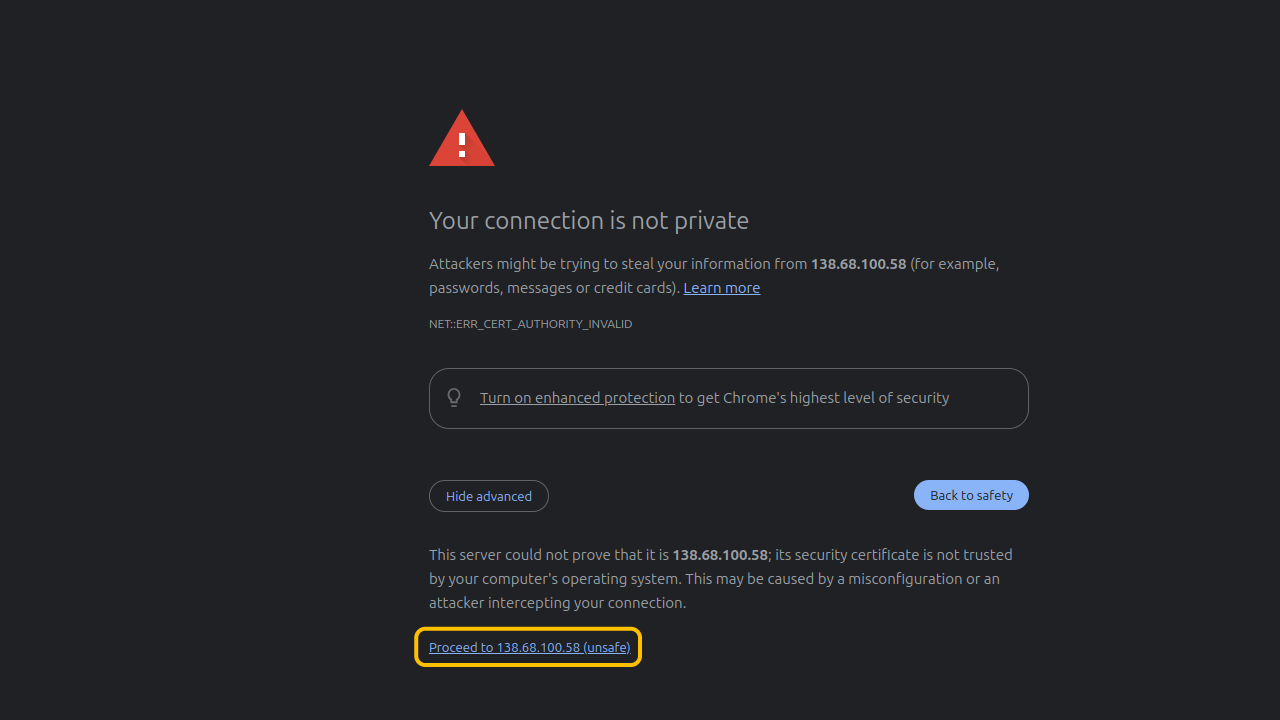 Your connection is not private
Attackers might be trying to steal your information from 138.68.100.58 (for example,
passwords, messages or credit cards). Learn more
NET::ERR_CERT_AUTHORITY_INVALID
Turn on enhanced protection to get Chrome's highest level of security
Hide advanced
Back to safety
This server could not prove that it is 138.68.100.58; its security certificate is not trusted
by your computer's operating system. This may be caused by a misconfiguration or an
attacker intercepting your connection.
Proceed to 138.68.100.58 (unsafe)